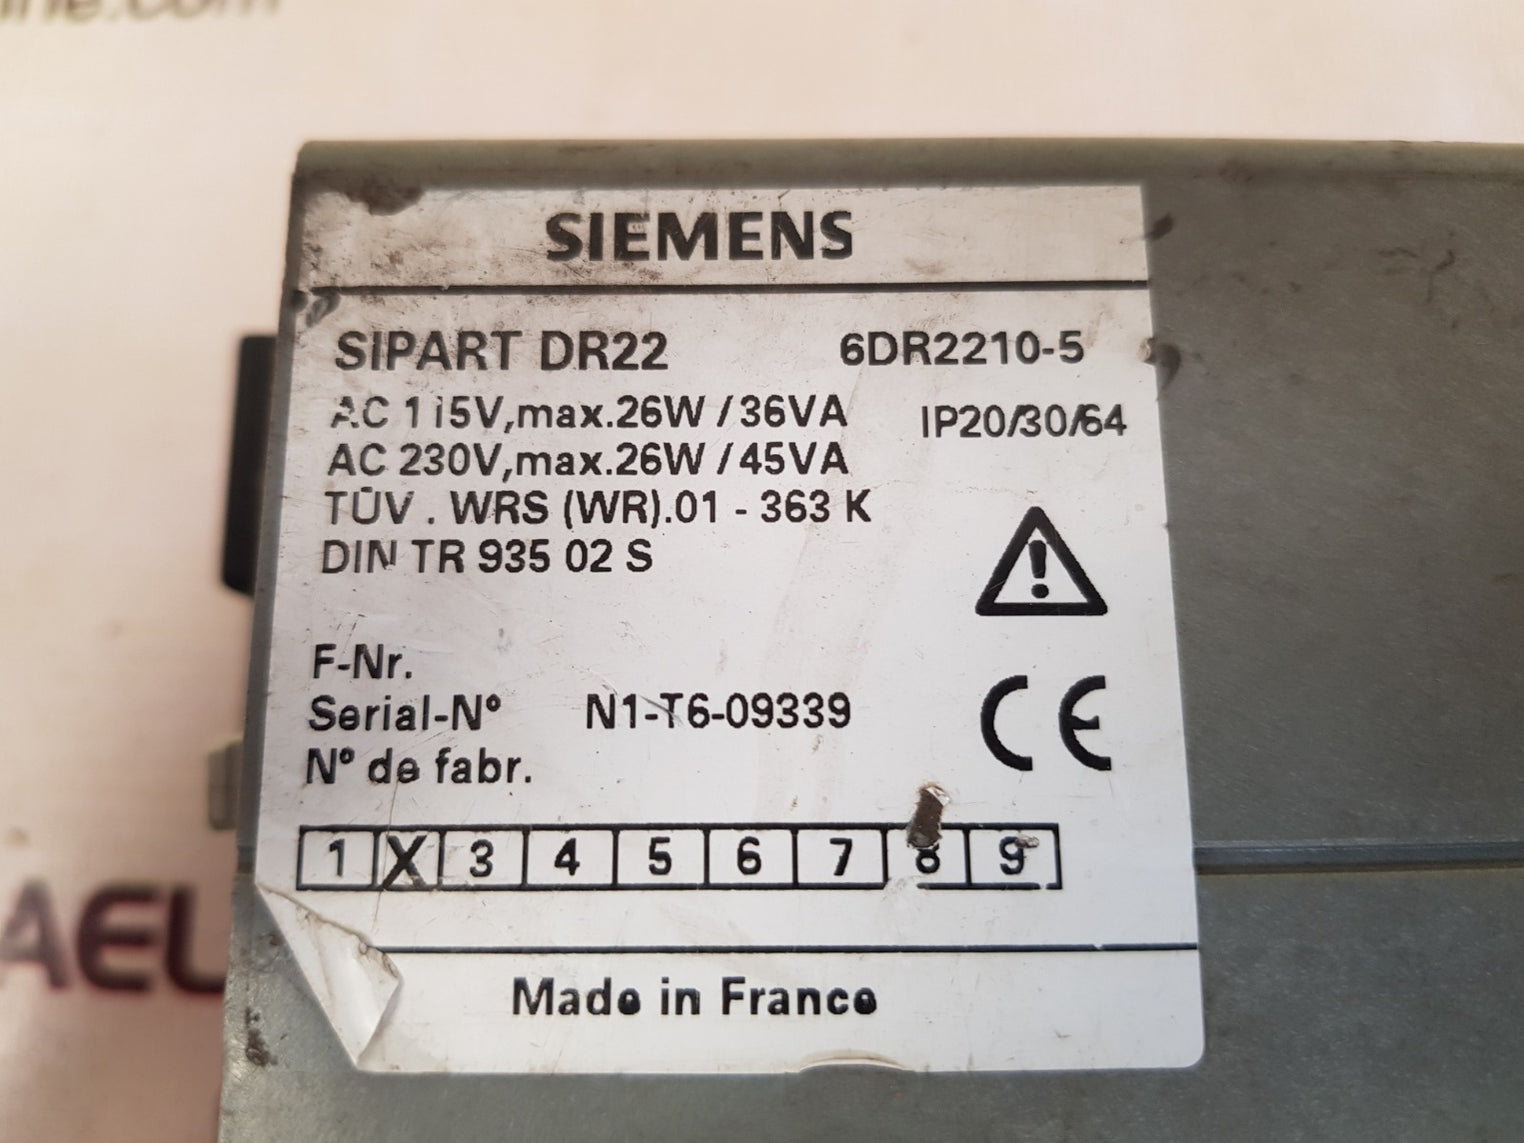 SIEMENS
SIPART DR22 6DR2210-5
AC 115V,max.26W / 36VA IP20/30/64
AC 230V,max.26W / 45VA
TÜV . WRS (WR).01 - 363 K
DIN TR 935 02 S
F-Nr.
Serial-N° N1-T6-09339
N° de fabr.
1 X 3 4 5 6 7 8 9
CE
Made in France